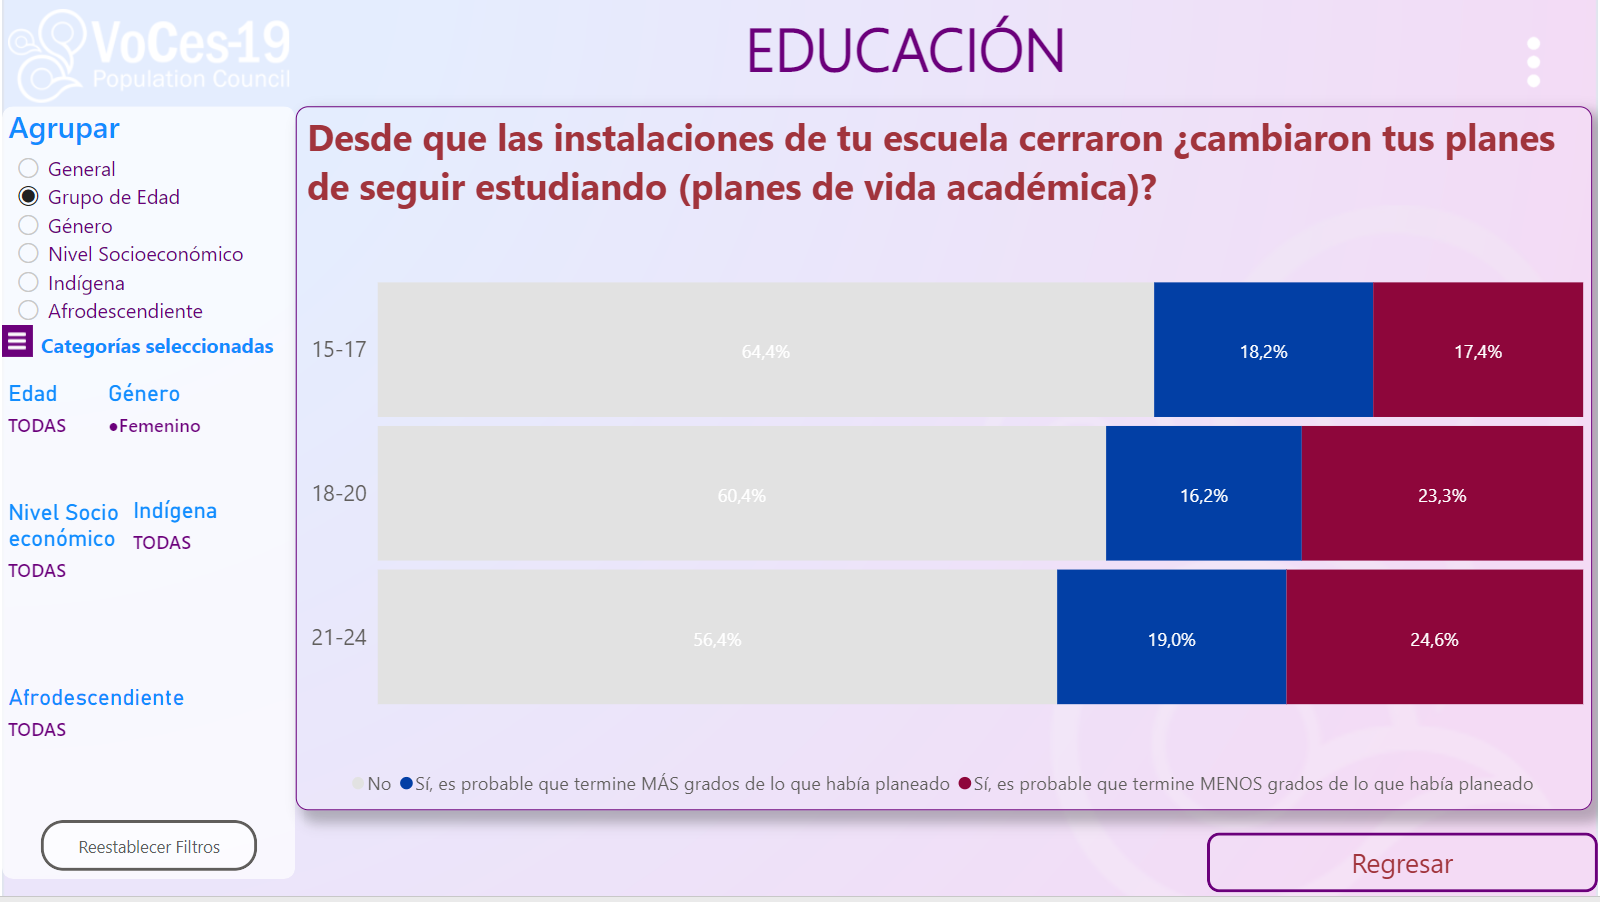 VoCes-19
Population Council
EDUCACIÓN
Agrupar
General
Grupo de Edad
Género
Nivel Socioeconómico
Indígena
Afrodescendiente
Categorías seleccionadas
Edad
TODAS
Género
●Femenino
Nivel Socio
económico
TODAS
Indígena
TODAS
Afrodescendiente
TODAS
Reestablecer Filtros
Desde que las instalaciones de tu escuela cerraron ¿cambiaron tus planes
de seguir estudiando (planes de vida académica)?
15-17 64,4% 18,2% 17,4%
18-20 60,4% 16,2% 23,3%
21-24 56,4% 19,0% 24,6%
No Sí, es probable que termine MÁS grados de lo que había planeado Sí, es probable que termine MENOS grados de lo que había planeado
Regresar